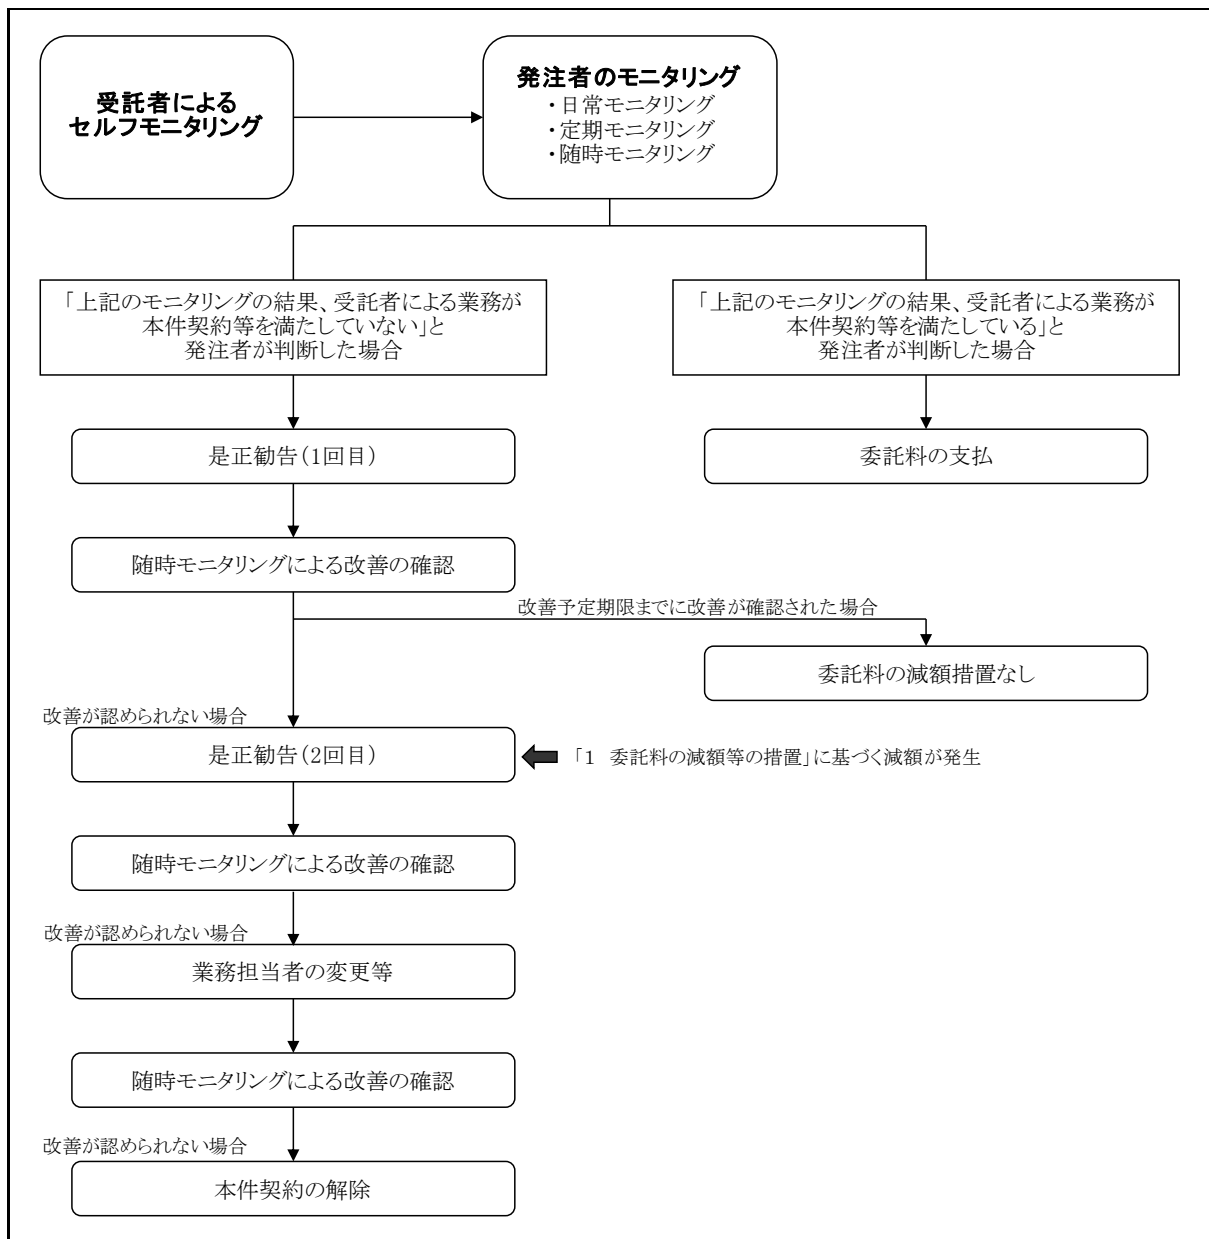 受託者による
セルフモニタリング
発注者のモニタリング
・日常モニタリング
・定期モニタリング
・随時モニタリング
「上記のモニタリングの結果、受託者による業務が
本件契約等を満たしていない」と
発注者が判断した場合
「上記のモニタリングの結果、受託者による業務が
本件契約等を満たしている」と
発注者が判断した場合
是正勧告(1回目)
委託料の支払
随時モニタリングによる改善の確認
改善予定期限までに改善が確認された場合
委託料の減額措置なし
改善が認められない場合
是正勧告(2回目)
「1　委託料の減額等の措置」に基づく減額が発生
随時モニタリングによる改善の確認
改善が認められない場合
業務担当者の変更等
随時モニタリングによる改善の確認
改善が認められない場合
本件契約の解除